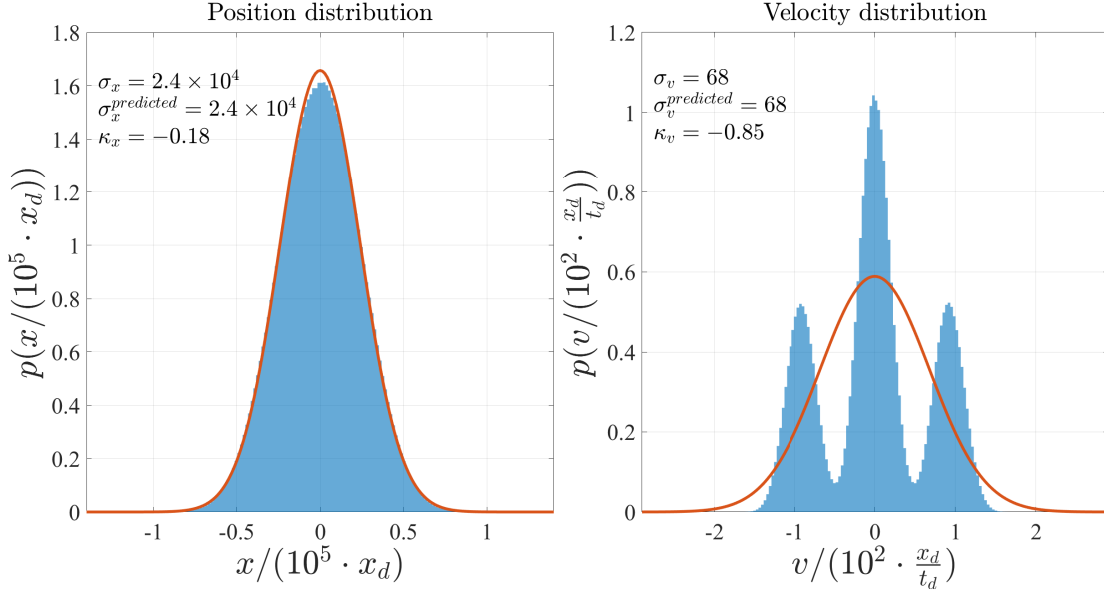 Position distribution
σ_x = 2.4 × 10^4
σ_x^{predicted} = 2.4 × 10^4
κ_x = −0.18
p(x/(10^5 · x_d))
1.8
1.6
1.4
1.2
1
0.8
0.6
0.4
0.2
0
-1
-0.5
0
0.5
1
x/(10^5 · x_d)
Velocity distribution
σ_v = 68
σ_v^{predicted} = 68
κ_v = −0.85
p(v/(10^2 · \frac{x_d}{t_d}))
1.2
1
0.8
0.6
0.4
0.2
0
-2
-1
0
1
2
v/(10^2 · \frac{x_d}{t_d})